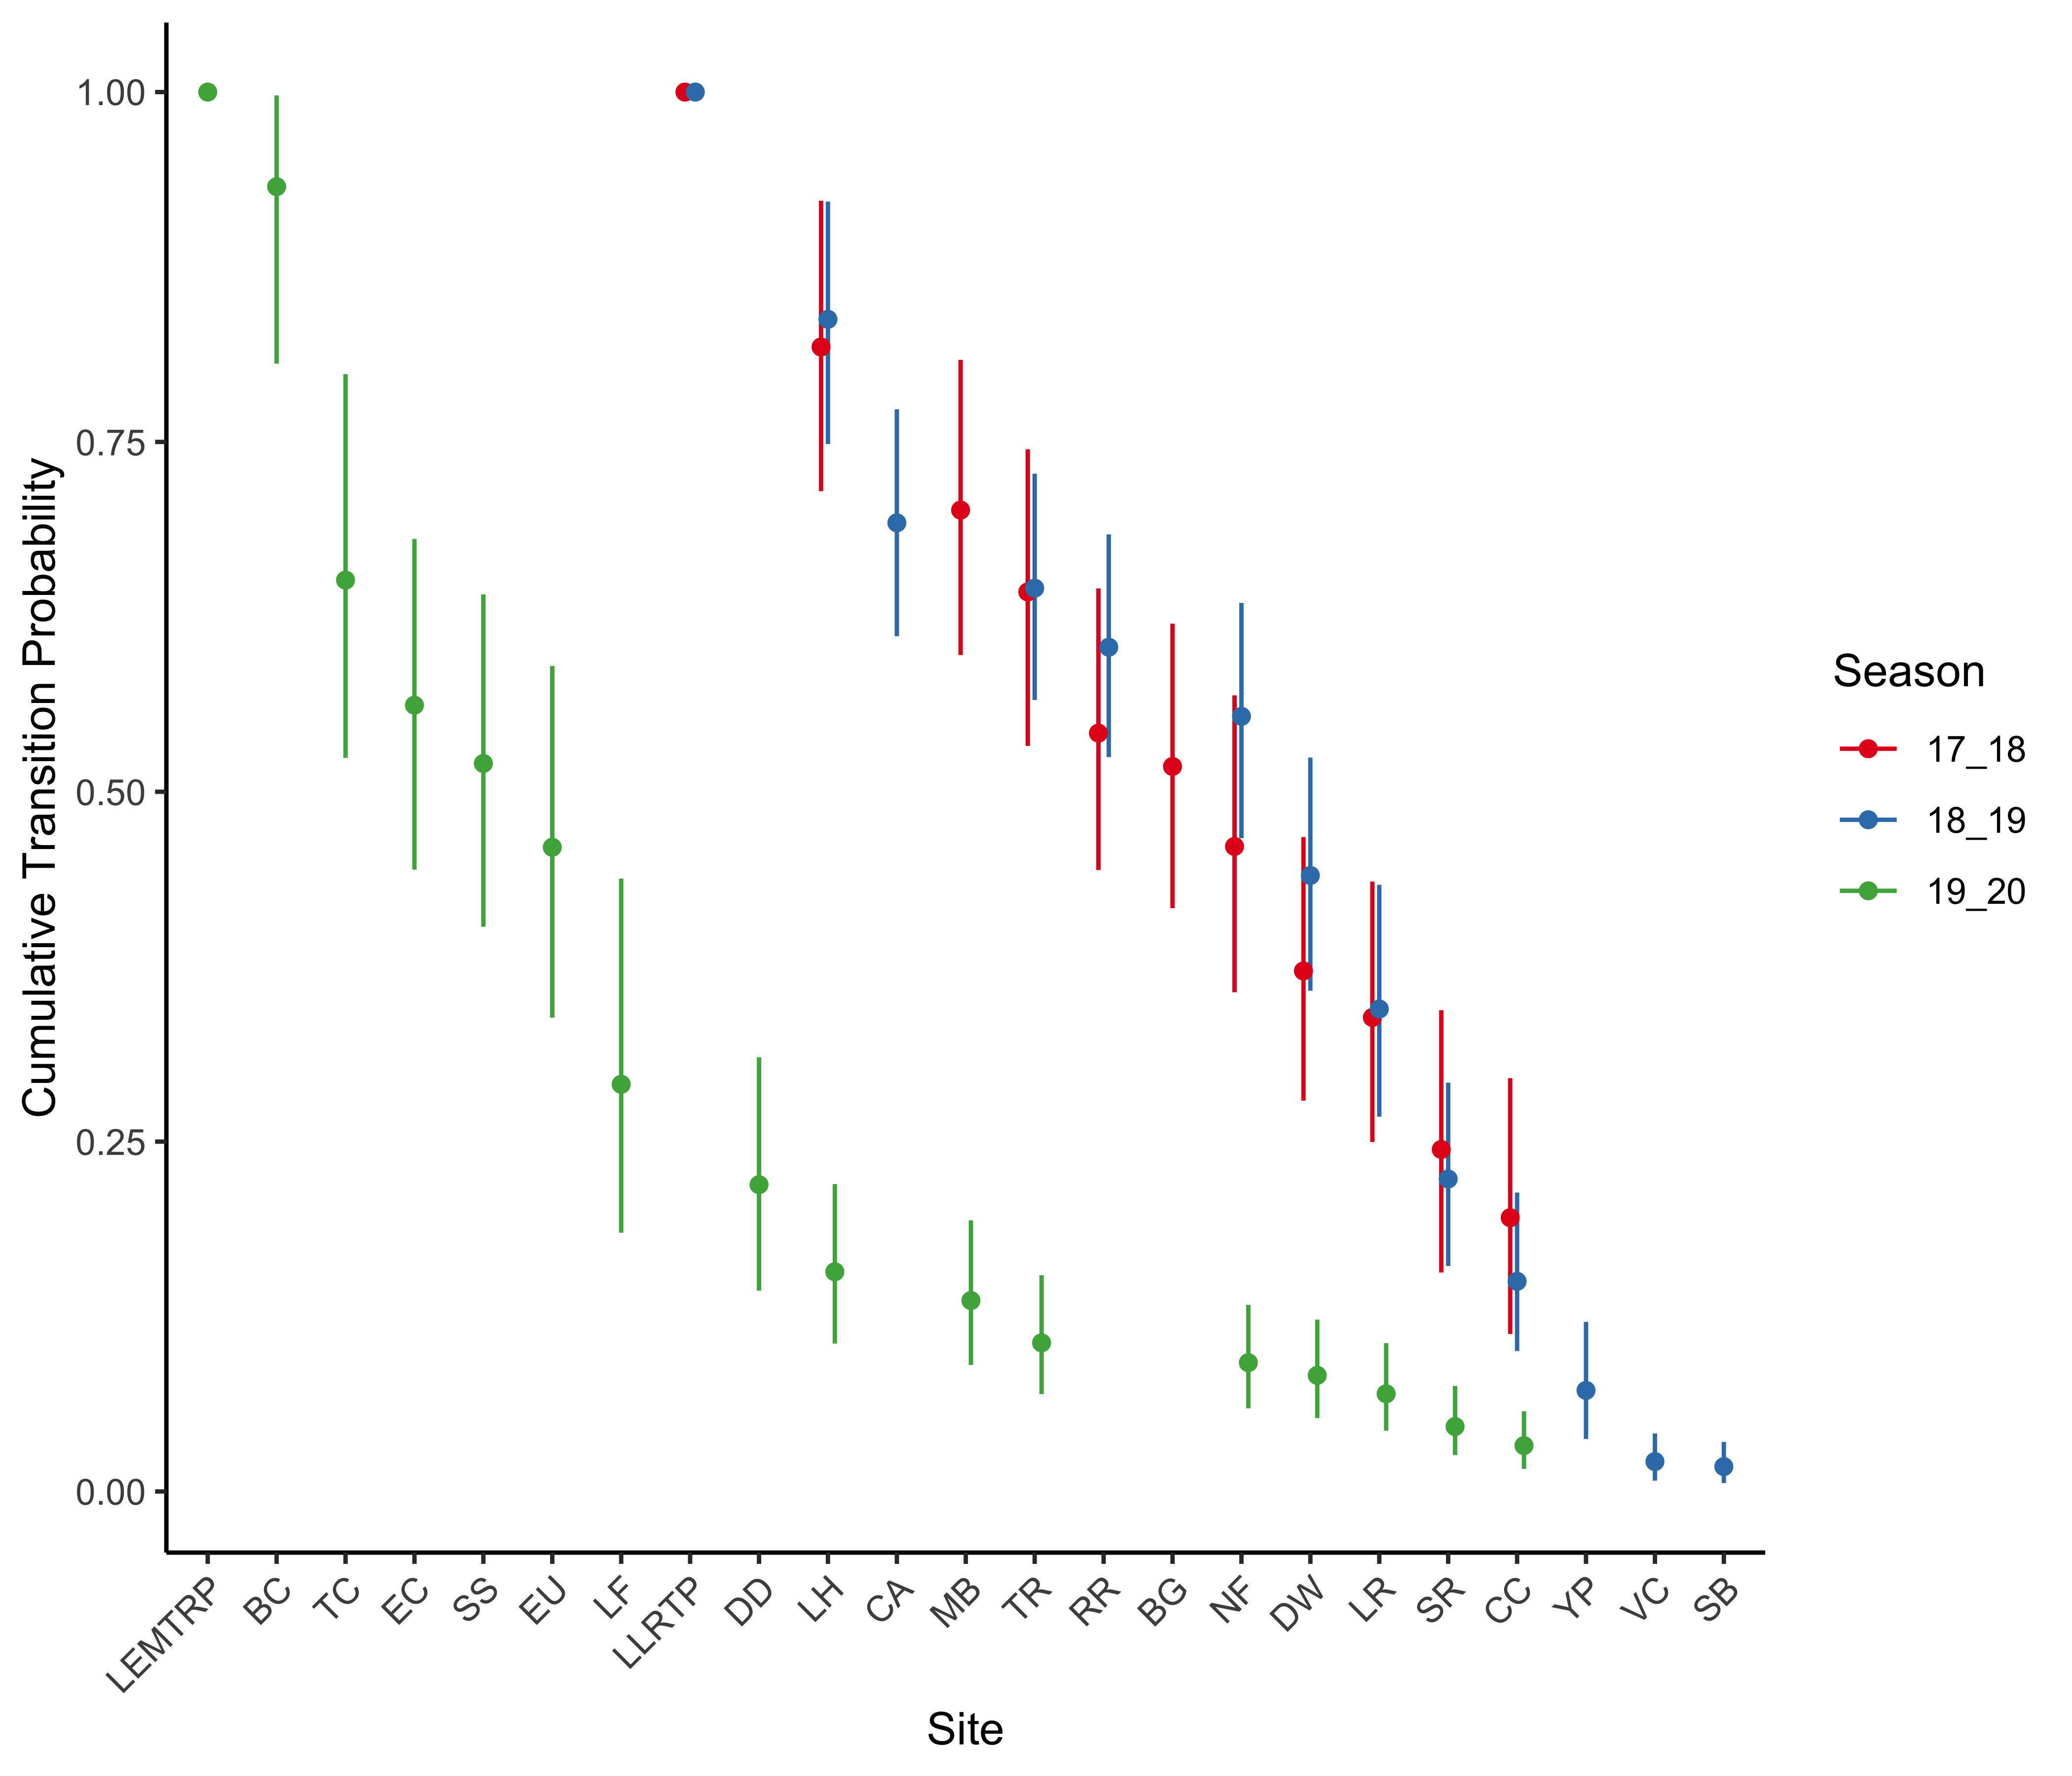 Cumulative Transition Probability
1.00
0.75
0.50
0.25
0.00
LEMTRP
BC
TC
EC
SS
EU
LF
LLRTP
DD
LH
CA
MB
TR
RR
BG
NF
DW
LR
SR
CC
YP
VC
SB
Site
Season
17_18
18_19
19_20